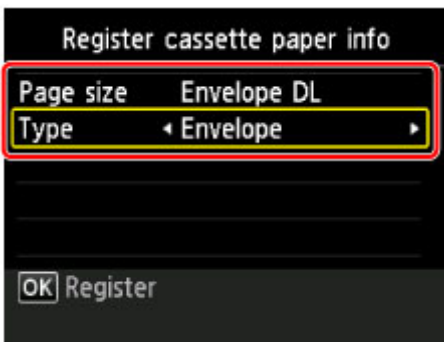 Register cassette paper info
Page size Envelope DL
Type Envelope
OK Register